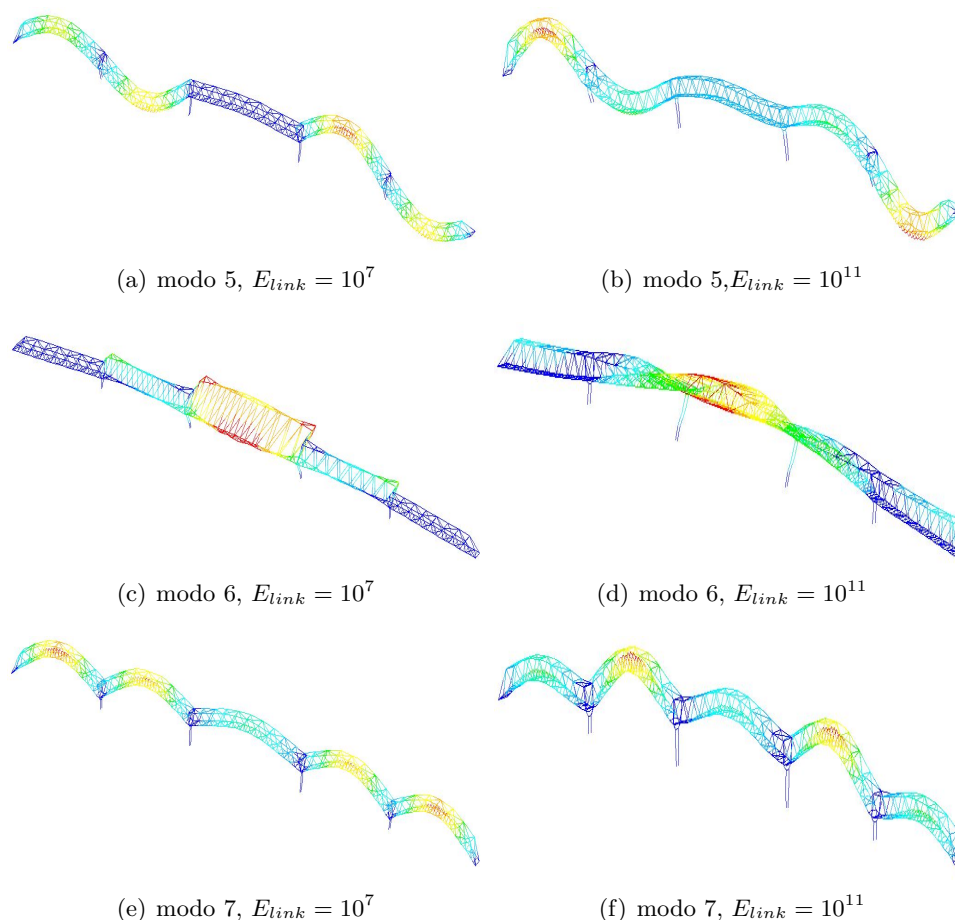 (a) modo 5, E_{link} = 10^7
(b) modo 5,E_{link} = 10^{11}
(c) modo 6, E_{link} = 10^7
(d) modo 6, E_{link} = 10^{11}
(e) modo 7, E_{link} = 10^7
(f) modo 7, E_{link} = 10^{11}